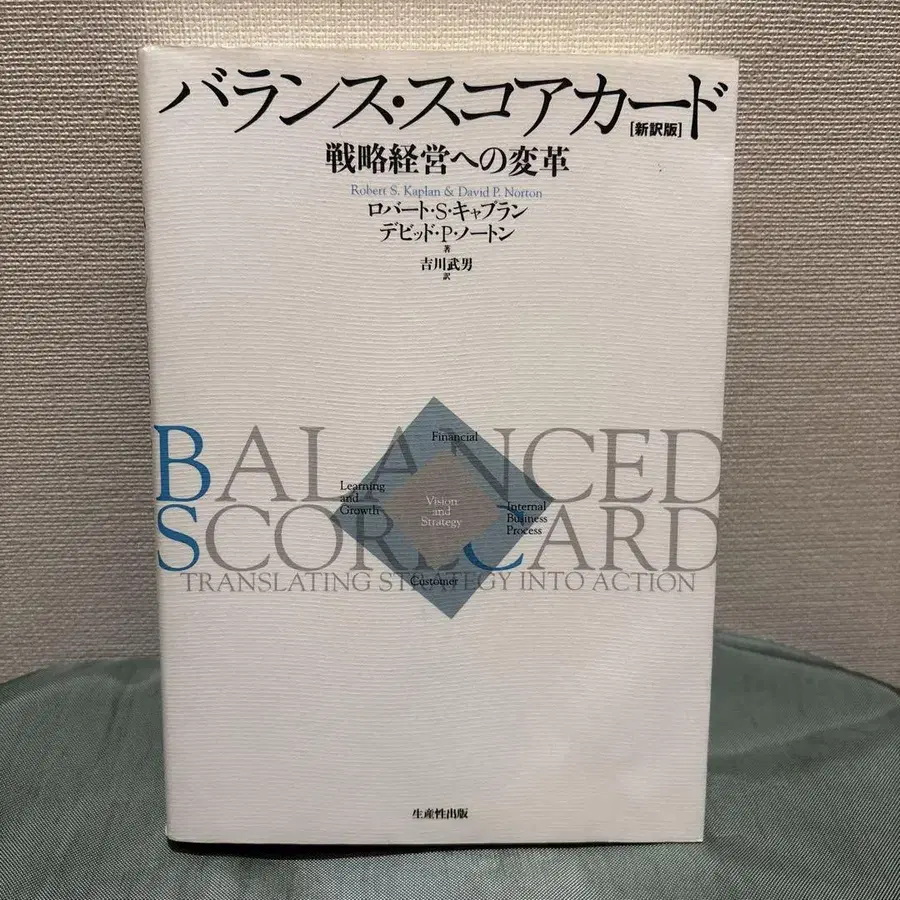 バランス・スコアカード
[新訳版]
戦略経営への変革
Robert S. Kaplan & David P. Norton
ロバート・S・キャプラン
デビッド・P・ノートン
著
吉川武男
訳
BALANCED
SCORECARD
TRANSLATING STRATEGY INTO ACTION
Financial
Learning
and
Growth
Vision
and
Strategy
Internal
Business
Process
Customer
生産性出版